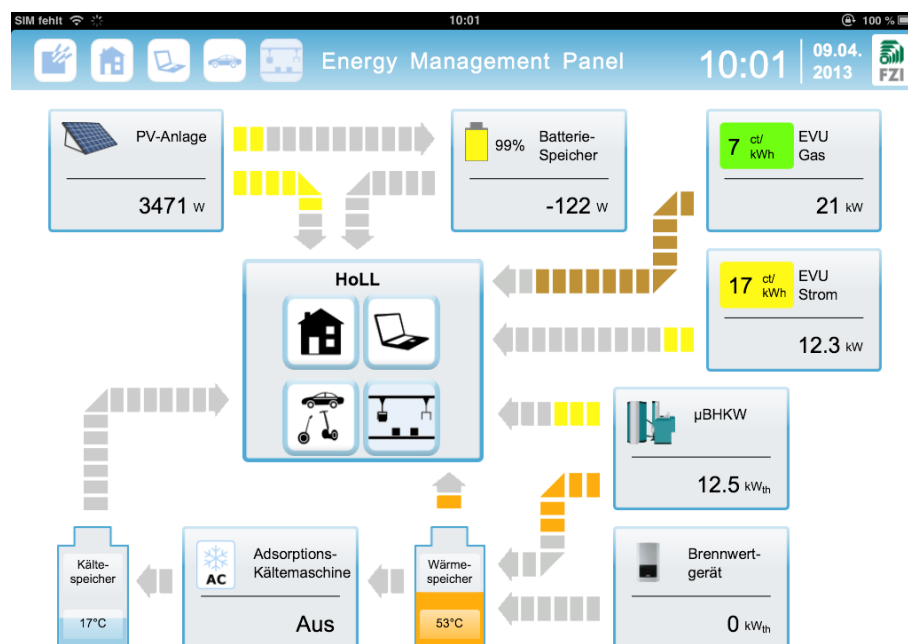 SIM fehlt
10:01
100 %
Energy Management Panel
10:01
09.04.
2013
FZI
PV-Anlage
3471 W
99%
Batterie-
Speicher
-122 W
7 ct/
kWh
EVU
Gas
21 kW
17 ct/
kWh
EVU
Strom
12.3 kW
HoLL
µBHKW
12.5 kWth
Kälte-
speicher
17°C
AC
Adsorptions-
Kältemaschine
Aus
Wärme-
speicher
53°C
Brennwert-
gerät
0 kWth